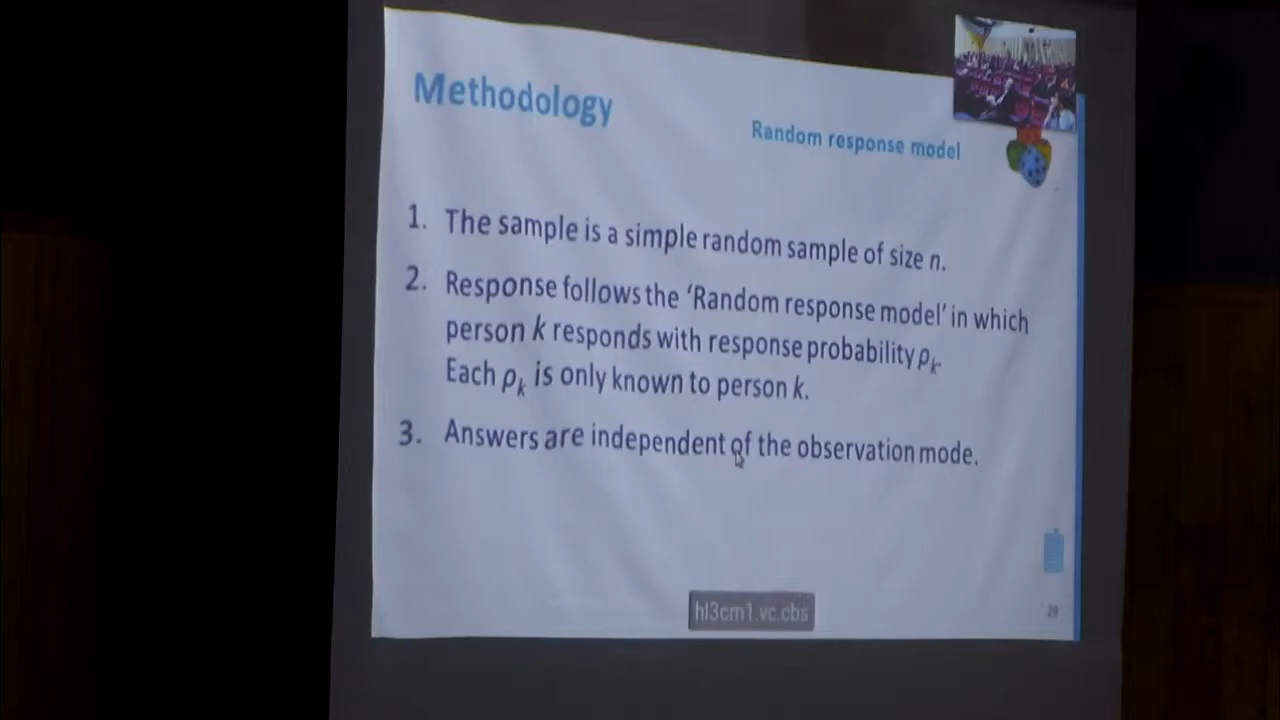 Methodology
Random response model
1. The sample is a simple random sample of size n.
2. Response follows the ‘Random response model’ in which
person k responds with response probability ρk.
Each ρk is only known to person k.
3. Answers are independent of the observation mode.
hl3cm1.vc.cbs
29